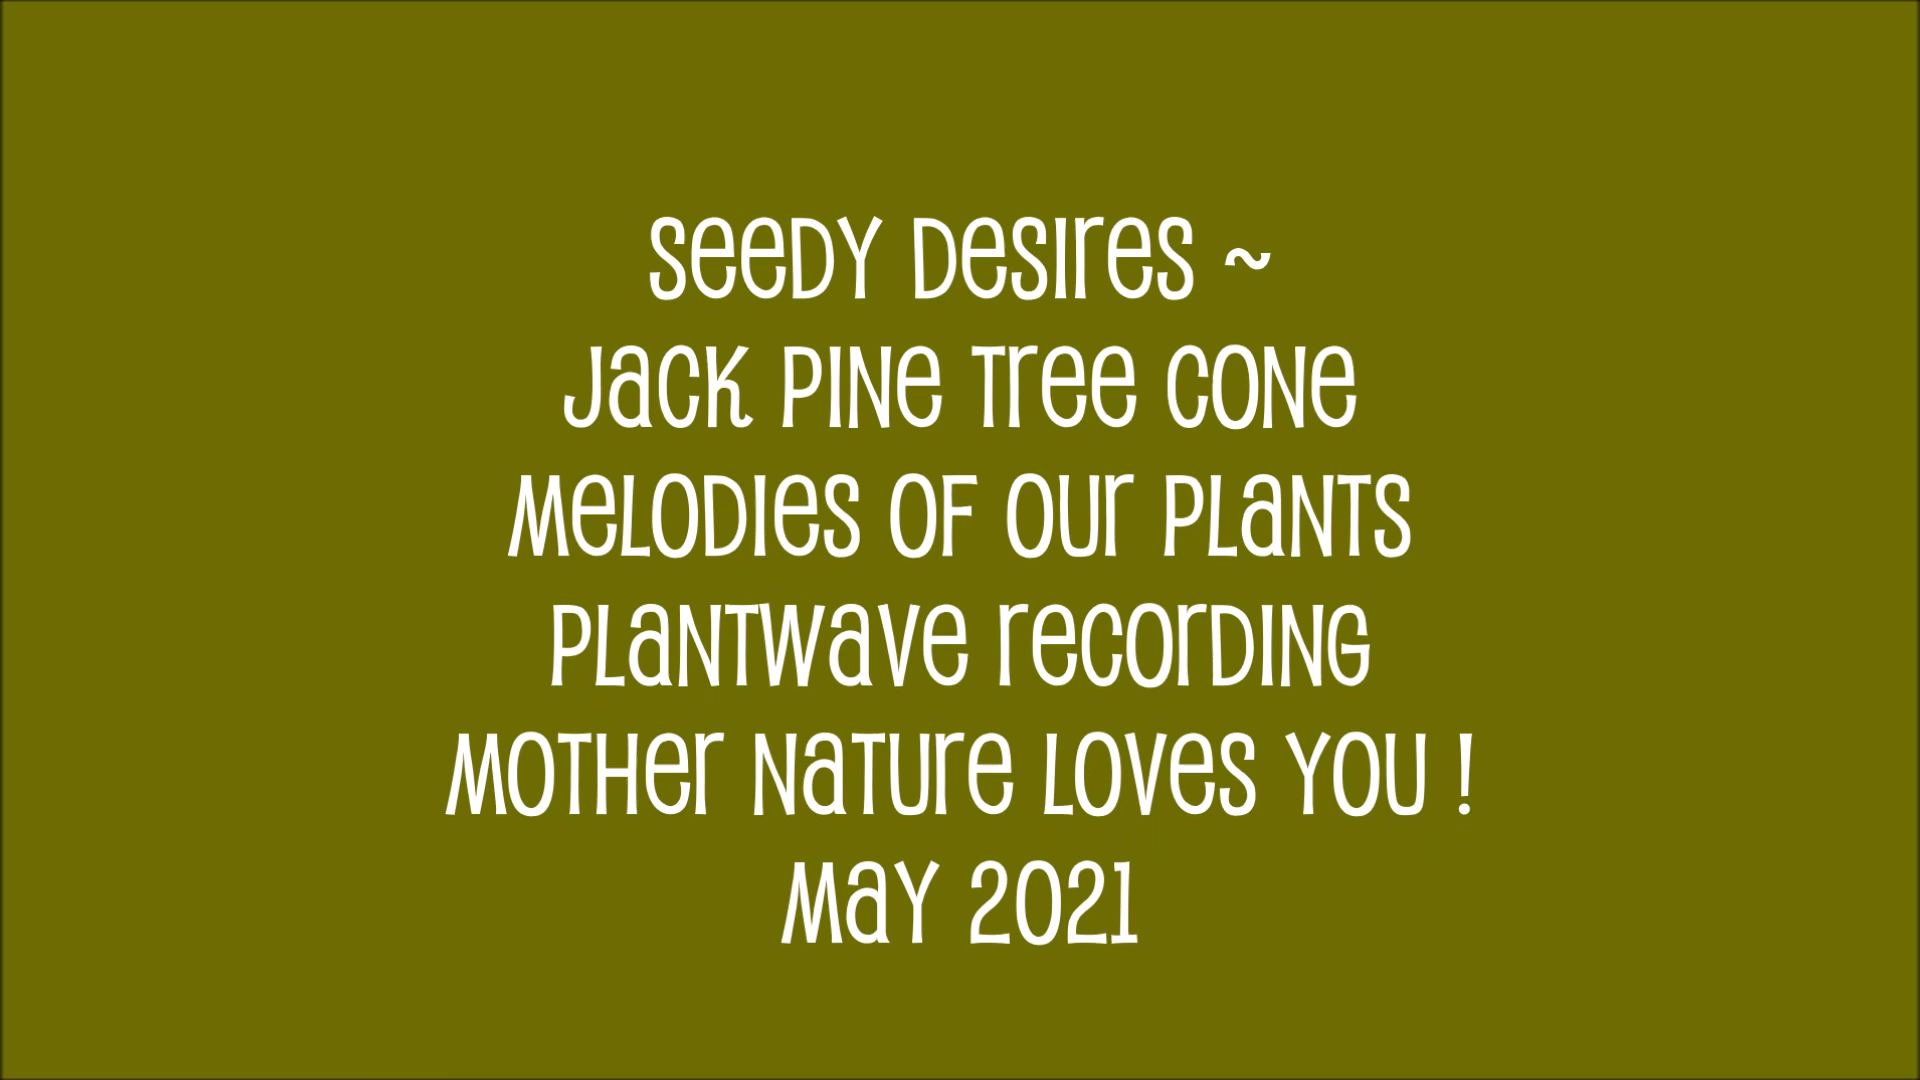 Seedy Desires ~
Jack Pine Tree Cone
Melodies of Our Plants
PlantWave Recording
Mother Nature Loves You !
May 2021